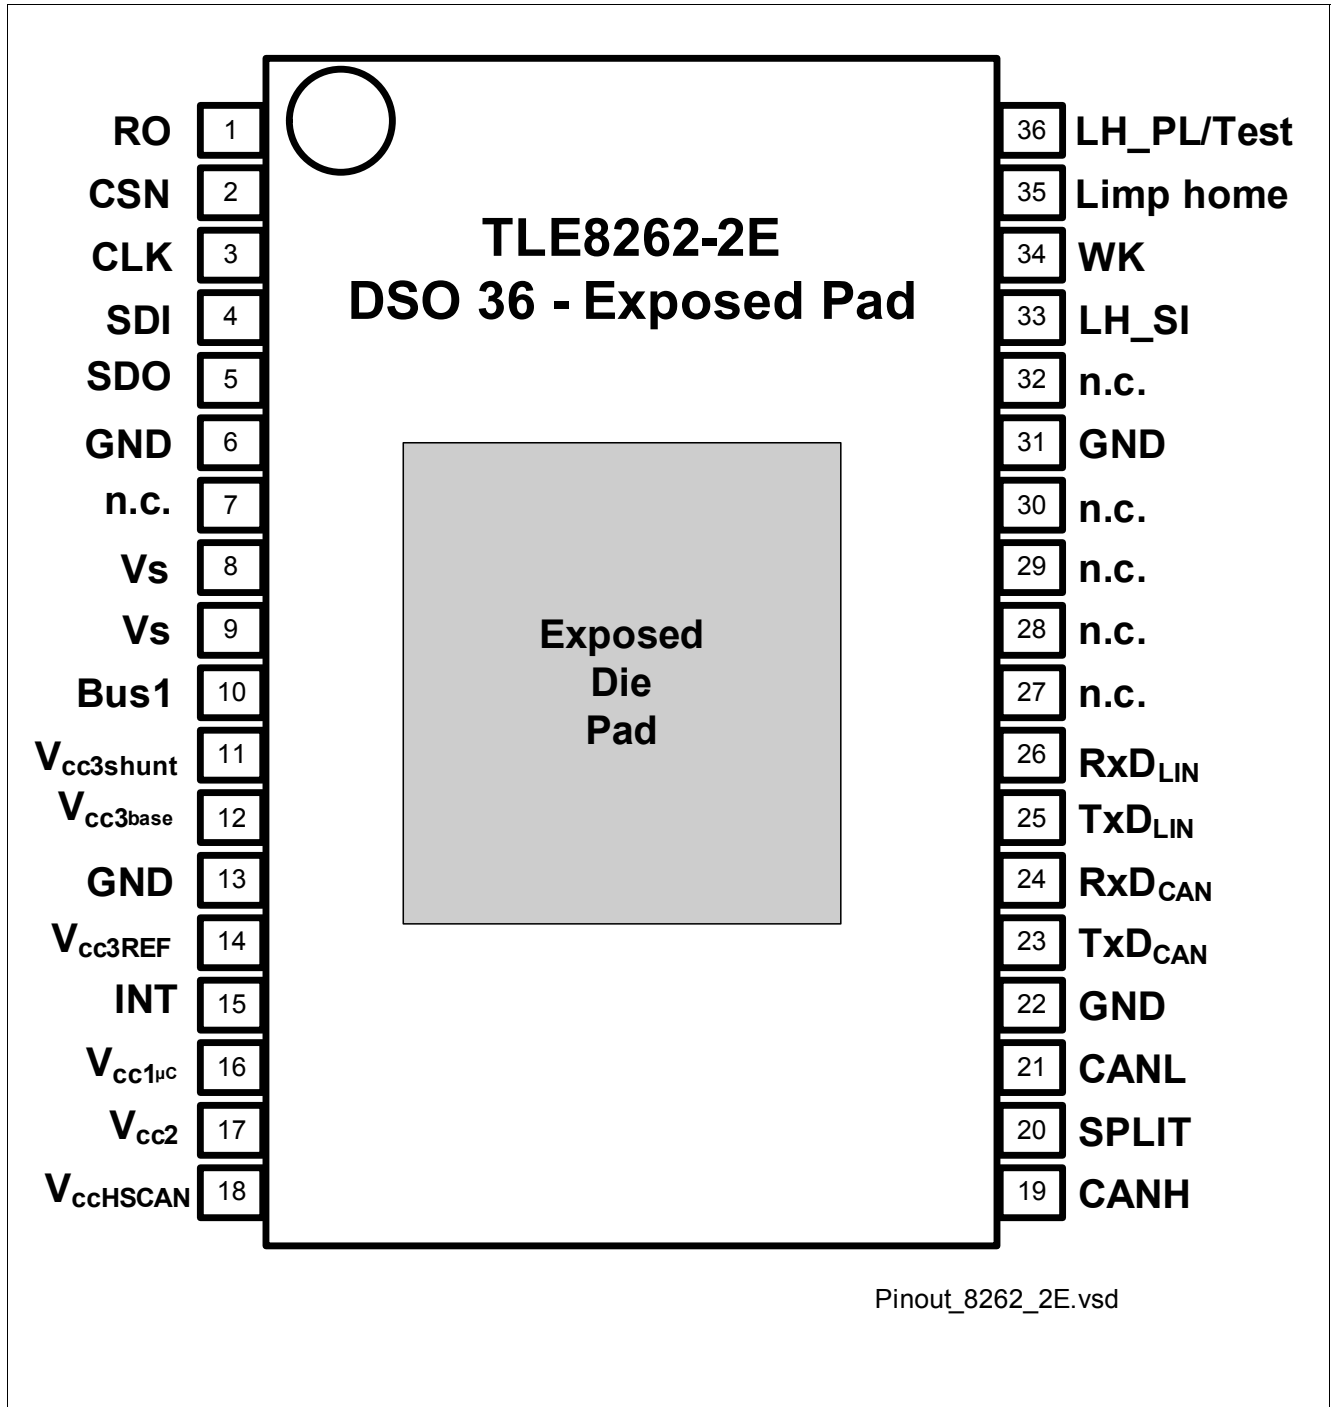 RO 1
CSN 2
CLK 3
SDI 4
SDO 5
GND 6
n.c. 7
Vs 8
Vs 9
Bus1 10
Vcc3shunt 11
Vcc3base 12
GND 13
Vcc3REF 14
INT 15
Vcc1µC 16
Vcc2 17
VccHSCAN 18
TLE8262-2E
DSO 36 - Exposed Pad
Exposed
Die
Pad
36 LH_PL/Test
35 Limp home
34 WK
33 LH_SI
32 n.c.
31 GND
30 n.c.
29 n.c.
28 n.c.
27 n.c.
26 RxDLIN
25 TxDLIN
24 RxDCAN
23 TxDCAN
22 GND
21 CANL
20 SPLIT
19 CANH
Pinout_8262_2E.vsd